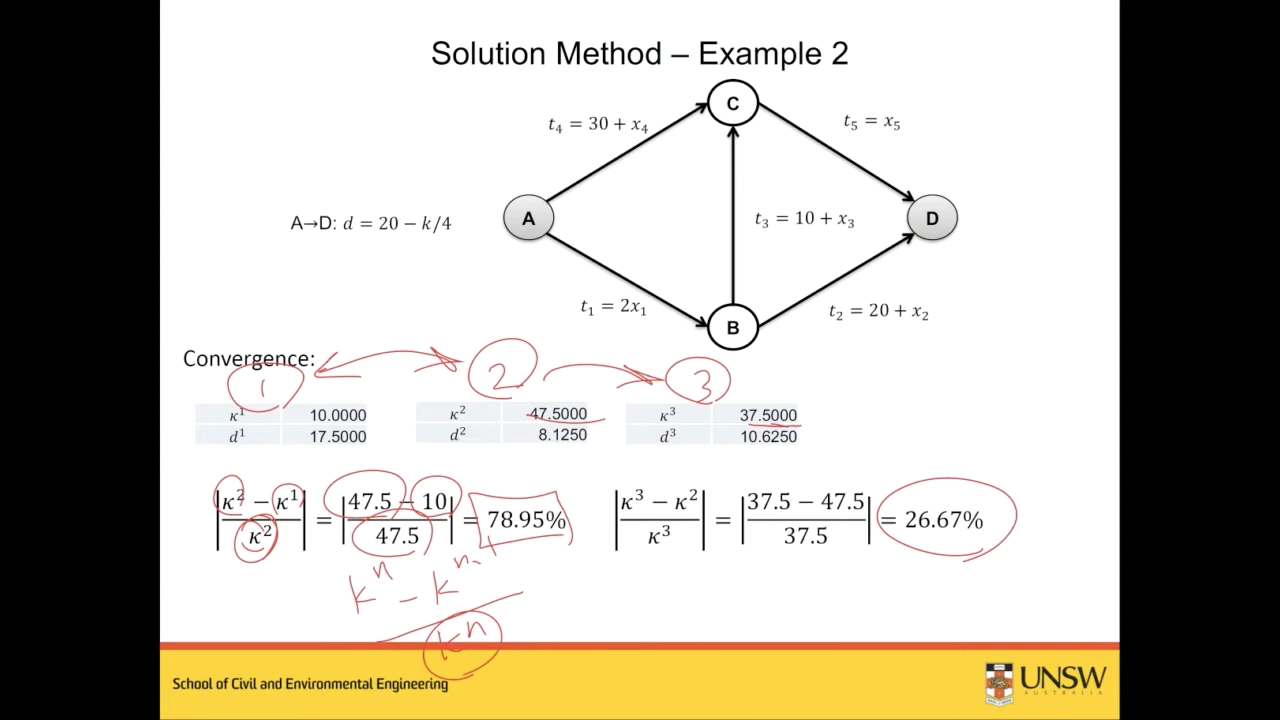 Solution Method – Example 2
C
t₄ = 30 + x₄
t₅ = x₅
A→D: d = 20 − k/4
A
t₃ = 10 + x₃
D
t₁ = 2x₁
t₂ = 20 + x₂
B
Convergence:
1
2
3
κ¹ 10.0000
d¹ 17.5000
κ² 47.5000
d² 8.1250
κ³ 37.5000
d³ 10.6250
|(κ² − κ¹)/κ²| = |(47.5 − 10)/47.5| = 78.95%
|(κ³ − κ²)/κ³| = |(37.5 − 47.5)/37.5| = 26.67%
kⁿ − kⁿ⁻¹
kⁿ
School of Civil and Environmental Engineering
UNSW
AUSTRALIA